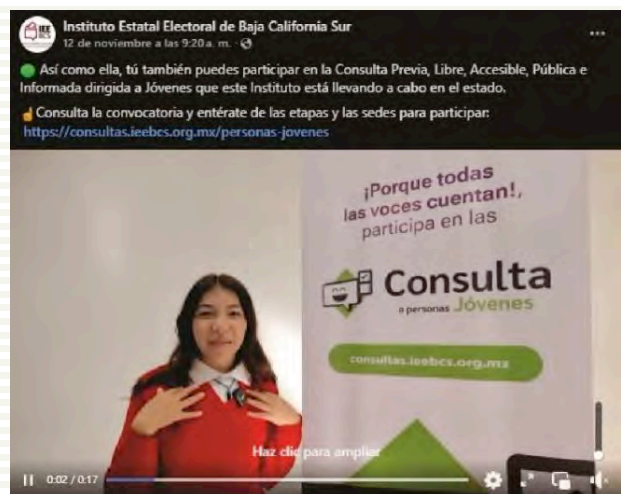 IEE
BCS
Instituto Estatal Electoral de Baja California Sur
12 de noviembre a las 9:20 a. m. ·
Así como ella, tú también puedes participar en la Consulta Previa, Libre, Accesible, Pública e
Informada dirigida a Jóvenes que este Instituto está llevando a cabo en el estado.
Consulta la convocatoria y entérate de las etapas y las sedes para participar:
https://consultas.ieebcs.org.mx/personas-jovenes
¡Porque todas
las voces cuentan!,
participa en las
Consulta
a personas Jóvenes
consultas.ieebcs.org.mx
Haz clic para ampliar
0:02 / 0:17